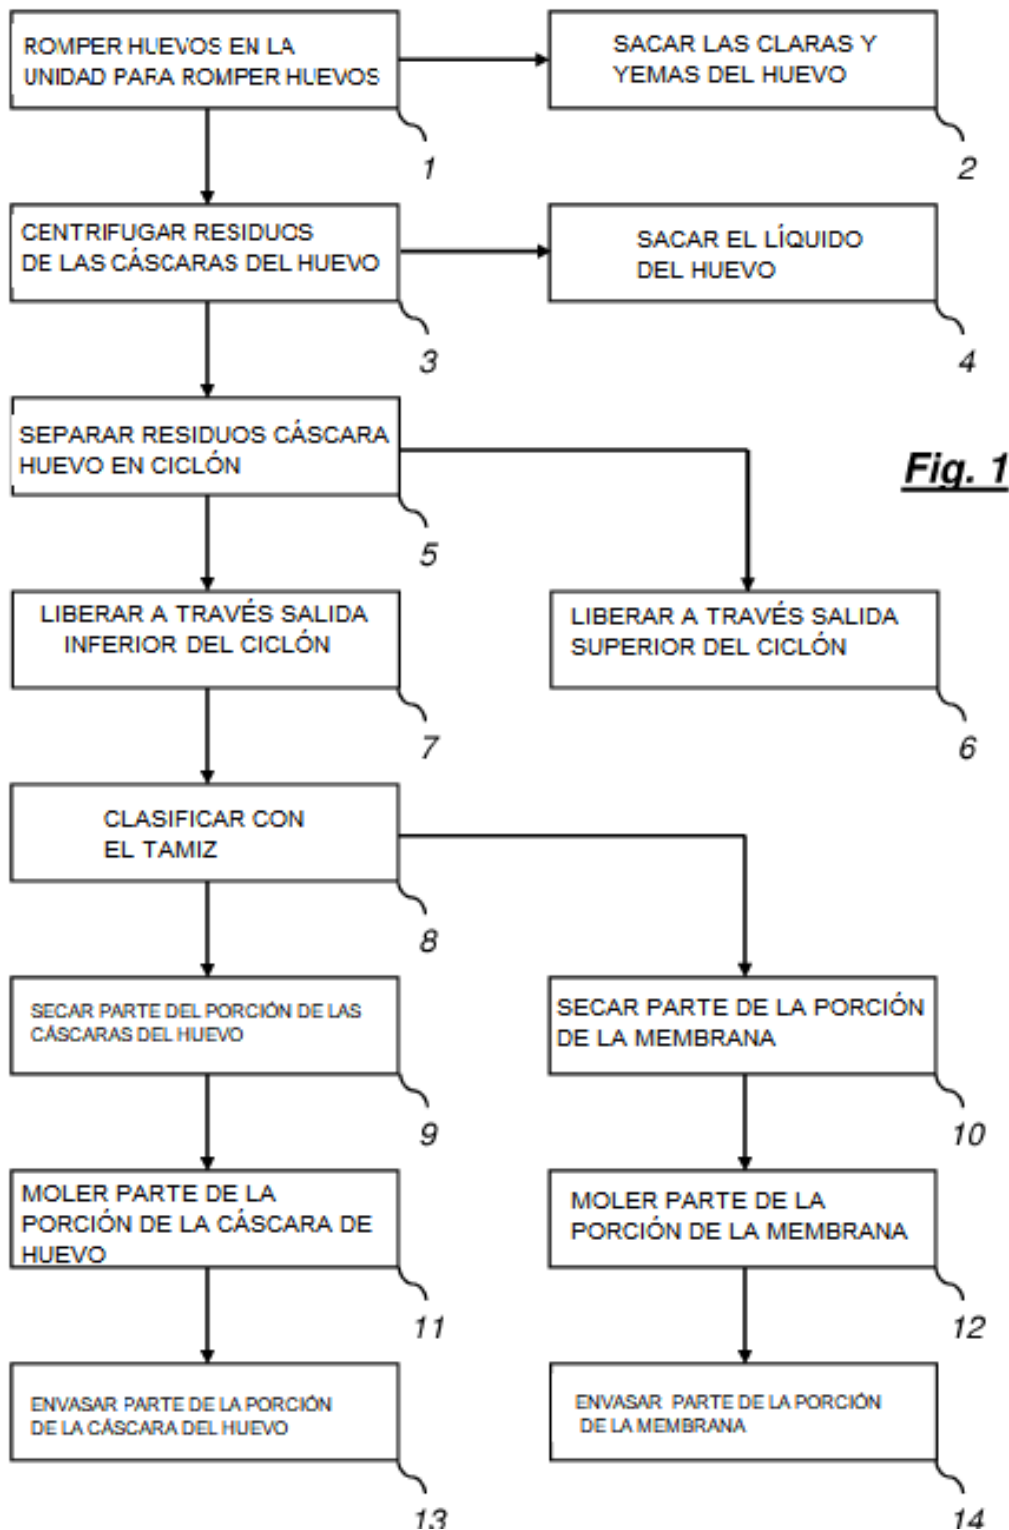 ROMPER HUEVOS EN LA
UNIDAD PARA ROMPER HUEVOS
1
SACAR LAS CLARAS Y
YEMAS DEL HUEVO
2
CENTRIFUGAR RESIDUOS
DE LAS CÁSCARAS DEL HUEVO
3
SACAR EL LÍQUIDO
DEL HUEVO
4
SEPARAR RESIDUOS CÁSCARA
HUEVO EN CICLÓN
5
Fig. 1
LIBERAR A TRAVÉS SALIDA
INFERIOR DEL CICLÓN
7
LIBERAR A TRAVÉS SALIDA
SUPERIOR DEL CICLÓN
6
CLASIFICAR CON
EL TAMIZ
8
SECAR PARTE DEL PORCIÓN DE LAS
CÁSCARAS DEL HUEVO
9
SECAR PARTE DE LA PORCIÓN
DE LA MEMBRANA
10
MOLER PARTE DE LA
PORCIÓN DE LA CÁSCARA DE
HUEVO
11
MOLER PARTE DE LA
PORCIÓN DE LA MEMBRANA
12
ENVASAR PARTE DE LA PORCIÓN
DE LA CÁSCARA DEL HUEVO
13
ENVASAR PARTE DE LA PORCIÓN
DE LA MEMBRANA
14